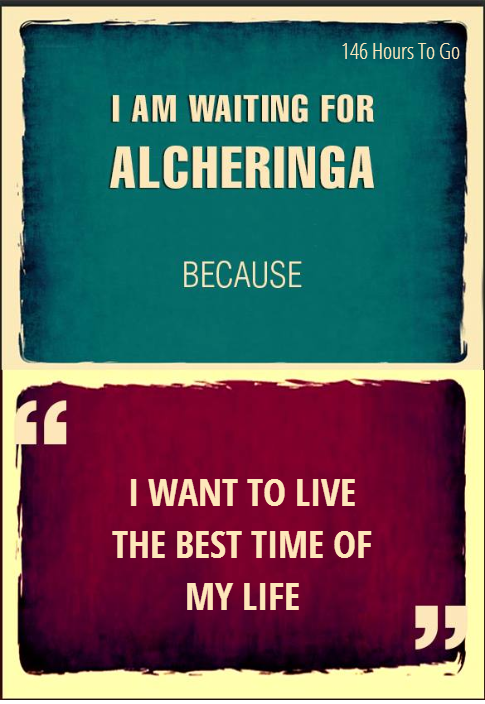 146 Hours To Go
I AM WAITING FOR
ALCHERINGA
BECAUSE
“
I WANT TO LIVE
THE BEST TIME OF
MY LIFE
”